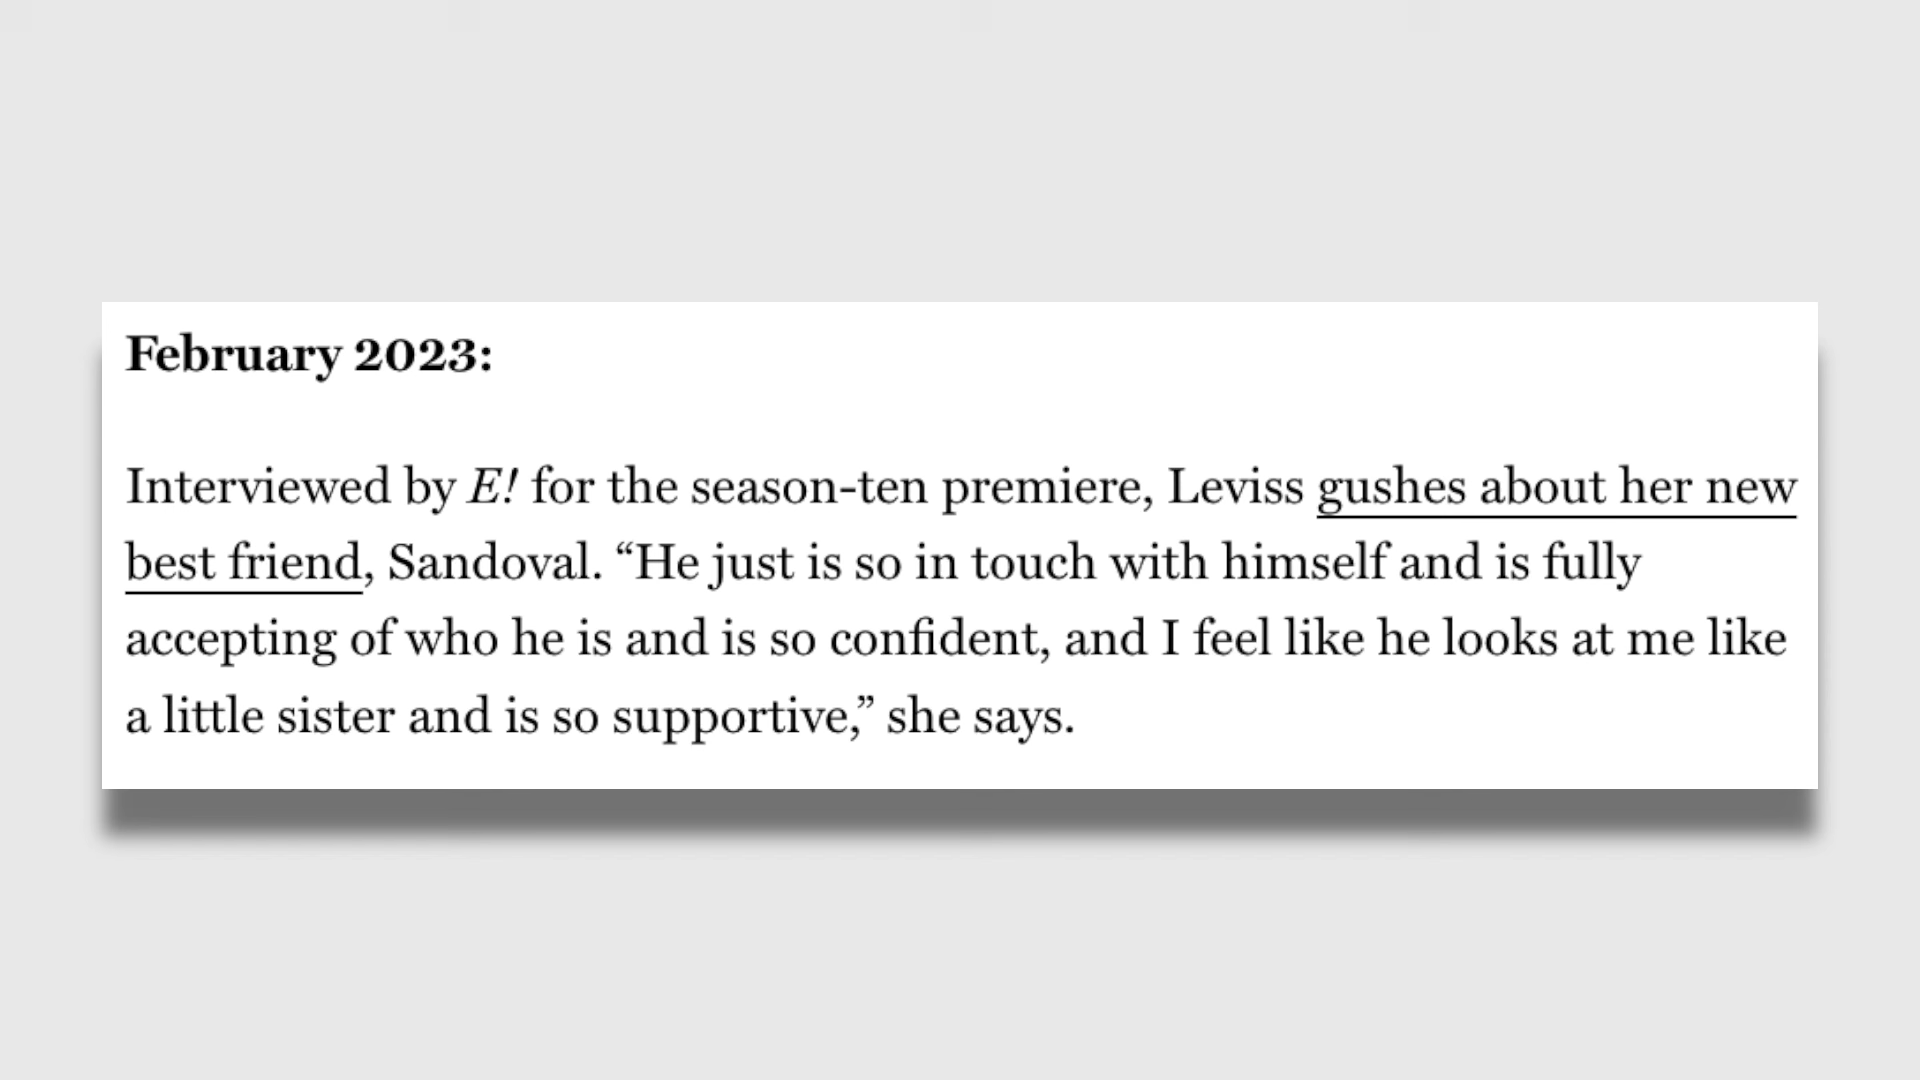 February 2023:
Interviewed by E! for the season-ten premiere, Leviss gushes about her new
best friend, Sandoval. “He just is so in touch with himself and is fully
accepting of who he is and is so confident, and I feel like he looks at me like
a little sister and is so supportive,” she says.